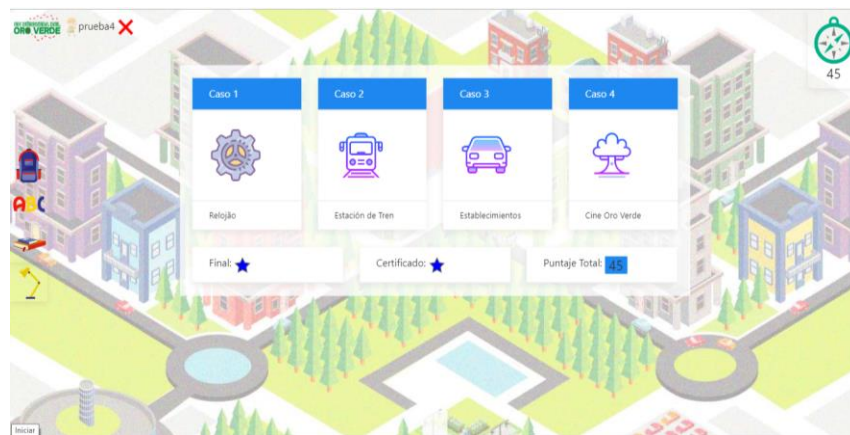 ORO VERDE
prueba4
45
Caso 1
Caso 2
Caso 3
Caso 4
Relojão
Estación de Tren
Establecimientos
Cine Oro Verde
ABC
Final:
Certificado:
Puntaje Total: 45
Iniciar